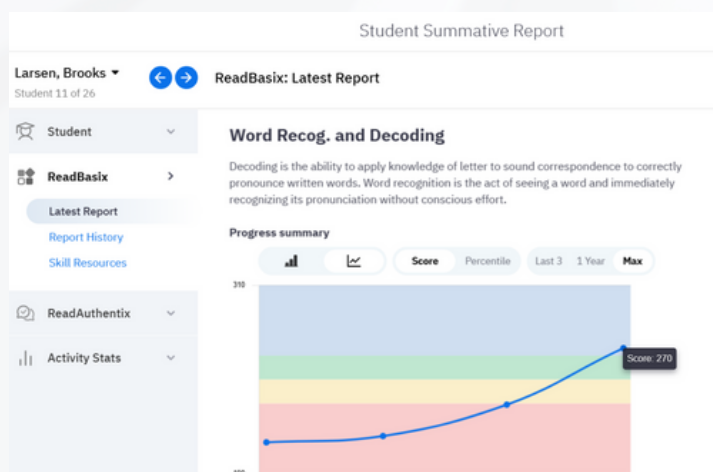 Student Summative Report
Larsen, Brooks
Student 11 of 26
ReadBasix: Latest Report
Student
ReadBasix
Latest Report
Report History
Skill Resources
ReadAuthentix
Activity Stats
Word Recog. and Decoding
Decoding is the ability to apply knowledge of letter to sound correspondence to correctly
pronounce written words. Word recognition is the act of seeing a word and immediately
recognizing its pronunciation without conscious effort.
Progress summary
Score Percentile Last 3 1 Year Max
310
Score: 270